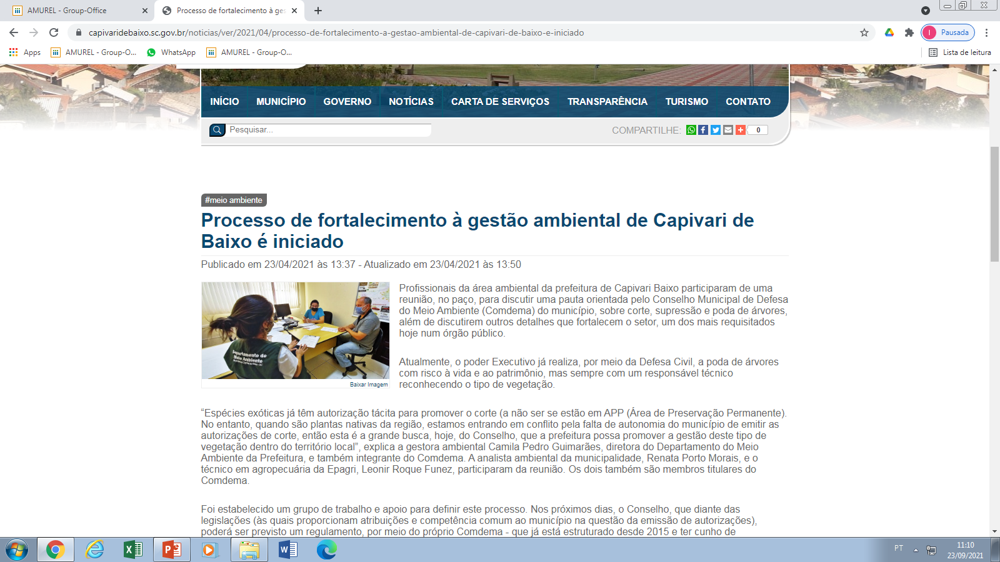 AMUREL - Group-Office
Processo de fortalecimento à ges
capivaridebaixo.sc.gov.br/noticias/ver/2021/04/processo-de-fortalecimento-a-gestao-ambiental-de-capivari-de-baixo-e-iniciado
I Pausada
Apps
AMUREL - Group-O...
WhatsApp
AMUREL - Group-O...
Lista de leitura
INÍCIO MUNICÍPIO GOVERNO NOTÍCIAS CARTA DE SERVIÇOS TRANSPARÊNCIA TURISMO CONTATO
Pesquisar...
COMPARTILHE: 0
#meio ambiente
Processo de fortalecimento à gestão ambiental de Capivari de
Baixo é iniciado
Publicado em 23/04/2021 às 13:37 - Atualizado em 23/04/2021 às 13:50
Departamento de
Meio Ambiente
Baixar Imagem
Profissionais da área ambiental da prefeitura de Capivari Baixo participaram de uma
reunião, no paço, para discutir uma pauta orientada pelo Conselho Municipal de Defesa
do Meio Ambiente (Comdema) do município, sobre corte, supressão e poda de árvores,
além de discutirem outros detalhes que fortalecem o setor, um dos mais requisitados
hoje num órgão público.
Atualmente, o poder Executivo já realiza, por meio da Defesa Civil, a poda de árvores
com risco à vida e ao patrimônio, mas sempre com um responsável técnico
reconhecendo o tipo de vegetação.
“Espécies exóticas já têm autorização tácita para promover o corte (a não ser se estão em APP (Área de Preservação Permanente).
No entanto, quando são plantas nativas da região, estamos entrando em conflito pela falta de autonomia do município de emitir as
autorizações de corte, então esta é a grande busca, hoje, do Conselho, que a prefeitura possa promover a gestão deste tipo de
vegetação dentro do território local”, explica a gestora ambiental Camila Pedro Guimarães, diretora do Departamento do Meio
Ambiente da Prefeitura, e também integrante do Comdema. A analista ambiental da municipalidade, Renata Porto Morais, e o
técnico em agropecuária da Epagri, Leonir Roque Funez, participaram da reunião. Os dois também são membros titulares do
Comdema.
Foi estabelecido um grupo de trabalho e apoio para definir este processo. Nos próximos dias, o Conselho, que diante das
legislações (às quais proporcionam atribuições e competência comum ao município na questão da emissão de autorizações),
poderá ser previsto um regulamento, por meio do próprio Comdema - que já está estruturado desde 2015 e ter cunho de
PT
11:10
23/09/2021